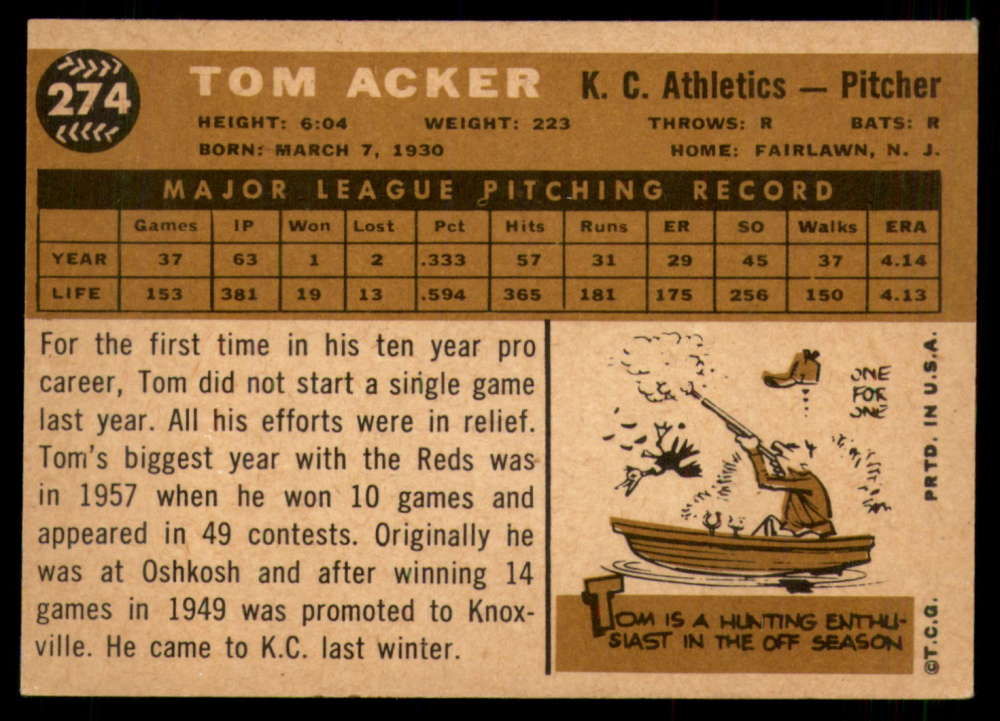 274
TOM ACKER K. C. Athletics — Pitcher
HEIGHT: 6:04 WEIGHT: 223 THROWS: R BATS: R
BORN: MARCH 7, 1930 HOME: FAIRLAWN, N. J.
MAJOR LEAGUE PITCHING RECORD
Games IP Won Lost Pct Hits Runs ER SO Walks ERA
YEAR 37 63 1 2 .333 57 31 29 45 37 4.14
LIFE 153 381 19 13 .594 365 181 175 256 150 4.13
For the first time in his ten year pro
career, Tom did not start a single game
last year. All his efforts were in relief.
Tom's biggest year with the Reds was
in 1957 when he won 10 games and
appeared in 49 contests. Originally he
was at Oshkosh and after winning 14
games in 1949 was promoted to Knox-
ville. He came to K.C. last winter.
ONE
FOR
ONE
TOM IS A HUNTING ENTHU-
SIAST IN THE OFF SEASON
©T.C.G. PRTD. IN U.S.A.